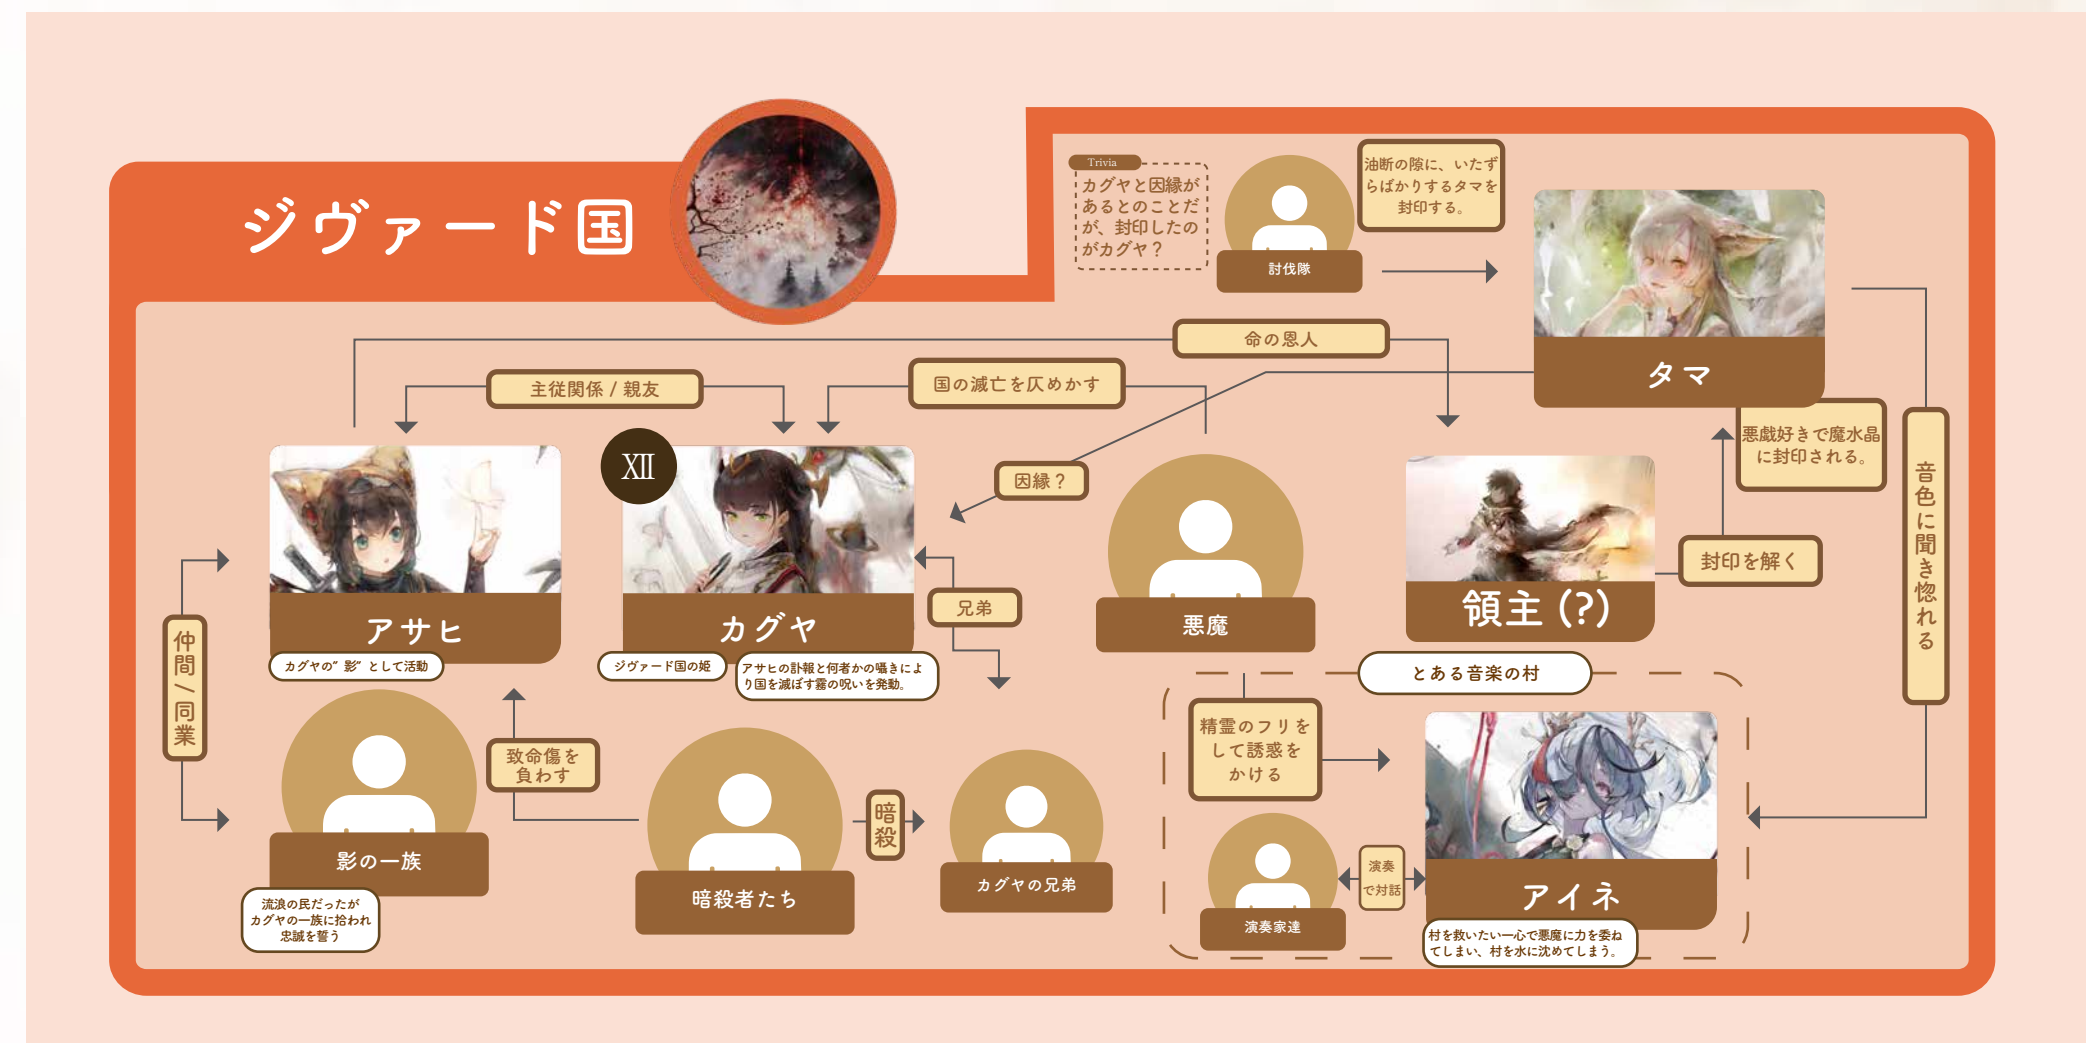 ジヴァード国
Trivia
カグヤと因縁が
あるとのことだ
が、封印したの
がカグヤ？
討伐隊
油断の隙に、いたず
らばかりするタマを
封印する。
タマ
命の恩人
主従関係 / 親友
国の滅亡を仄めかす
悪戯好きで魔水晶
に封印される。
音色に聞き惚れる
因縁？
XII
アサヒ
カグヤの"影"として活動
カグヤ
ジヴァード国の姫
アサヒの訃報と何者かの囁きによ
り国を滅ぼす霧の呪いを発動。
兄弟
悪魔
領主 (?)
封印を解く
仲間/同業
影の一族
流浪の民だったが
カグヤの一族に拾われ
忠誠を誓う
致命傷を
負わす
暗殺者たち
暗殺
カグヤの兄弟
とある音楽の村
精霊のフリを
して誘惑を
かける
演奏家達
演奏
で対話
アイネ
村を救いたい一心で悪魔に力を委ね
てしまい、村を水に沈めてしまう。